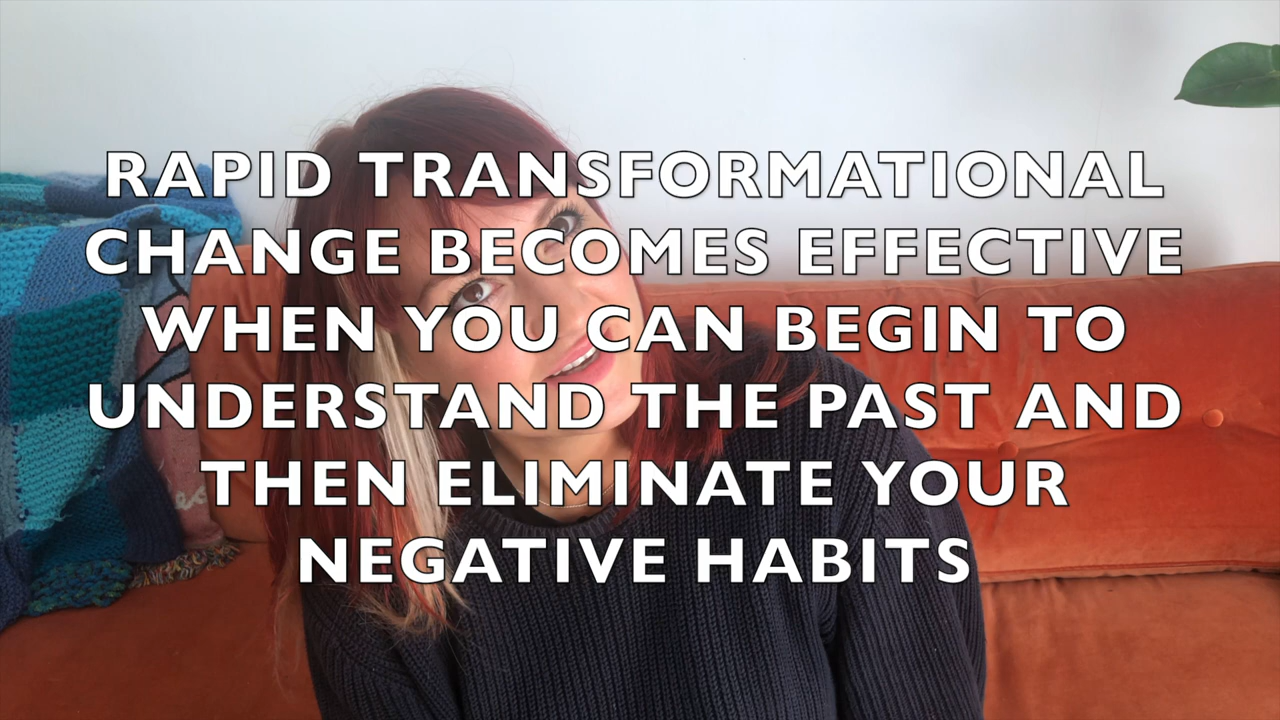 RAPID TRANSFORMATIONAL
CHANGE BECOMES EFFECTIVE
WHEN YOU CAN BEGIN TO
UNDERSTAND THE PAST AND
THEN ELIMINATE YOUR
NEGATIVE HABITS